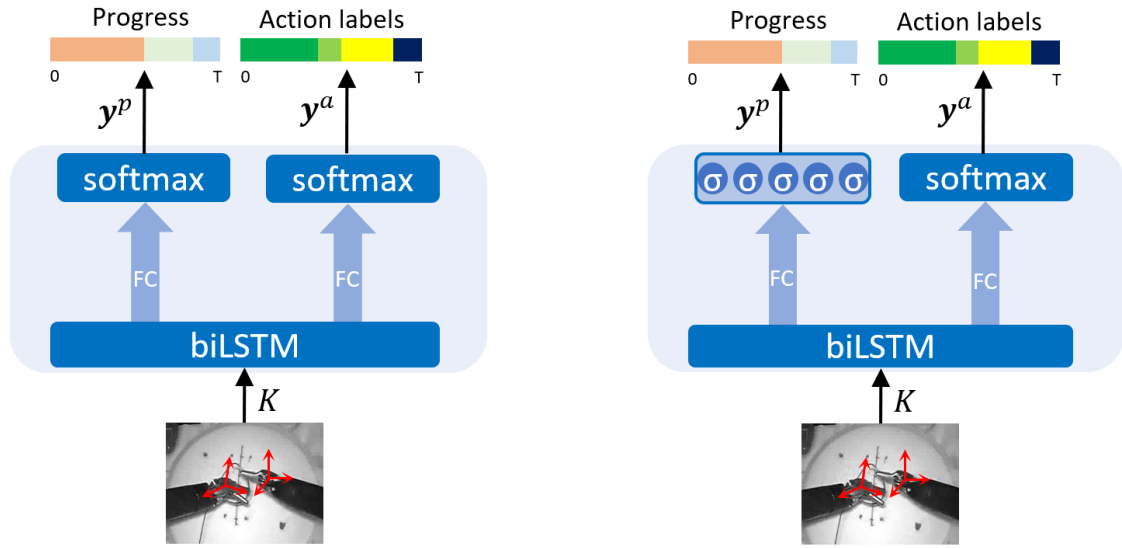 Progress
Action labels
0 T
0 T
y^p
y^a
softmax
softmax
FC
FC
biLSTM
K
Progress
Action labels
0 T
0 T
y^p
y^a
σ σ σ σ σ
softmax
FC
FC
biLSTM
K